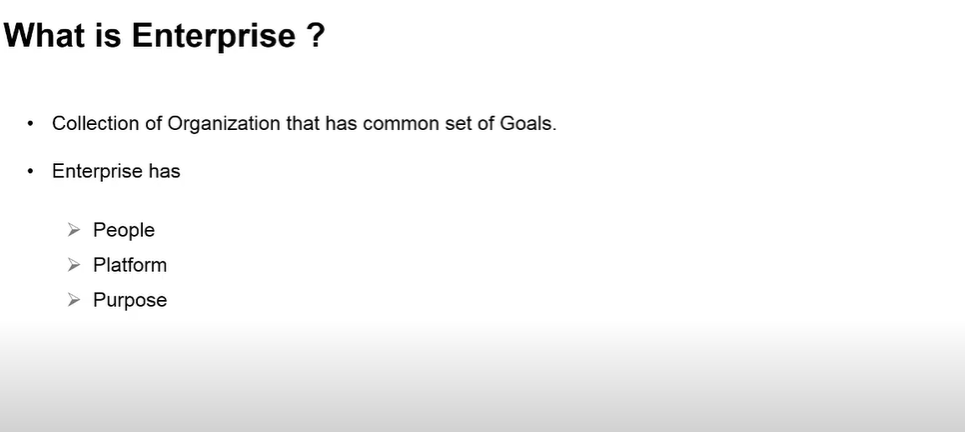 What is Enterprise ?
• Collection of Organization that has common set of Goals.
• Enterprise has
➢ People
➢ Platform
➢ Purpose